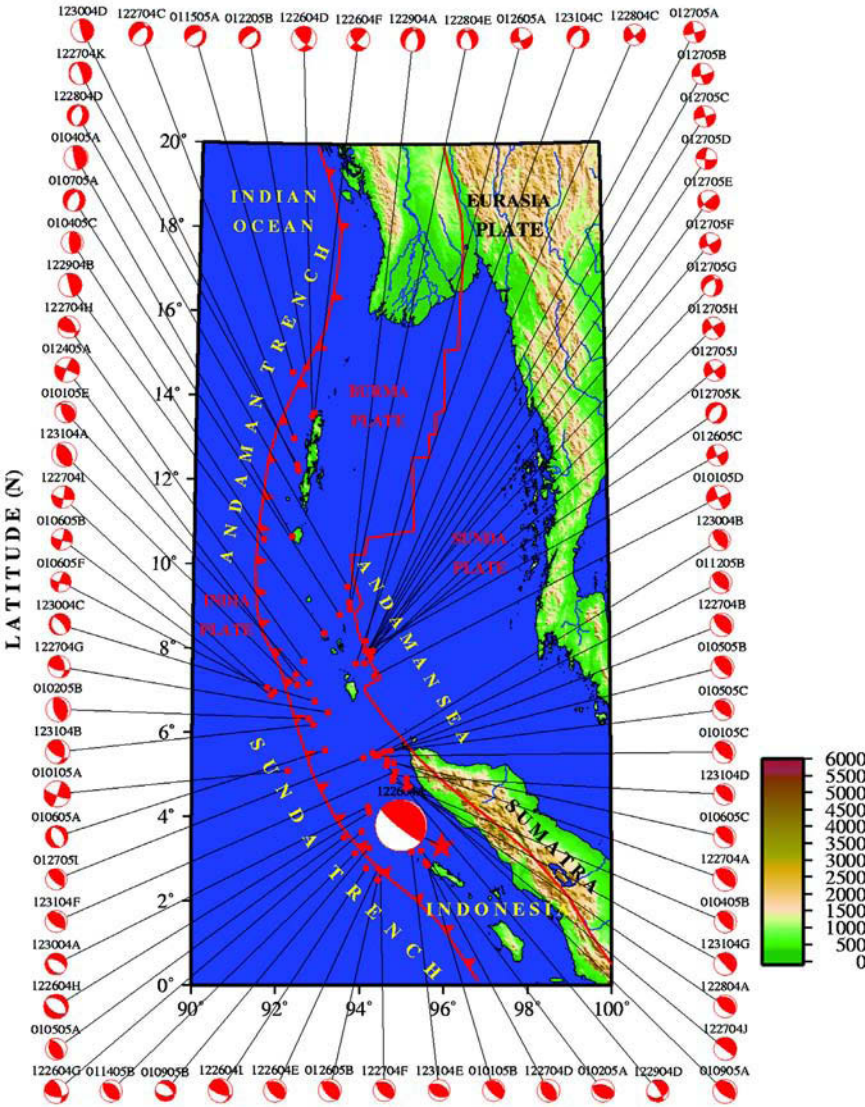 123004D
122704C
011505A
012205B
122604D
122604F
122904A
122804E
012605A
123104C
122804C
012705A
122704K
122804D
010405A
010705A
010405C
122904B
122704H
012405A
010105E
123104A
122704I
010605B
010605F
123004C
122704G
010205B
123104B
010105A
010605A
012705I
123104F
123004A
122604H
010505A
122604G
012705B
012705C
012705D
012705E
012705F
012705G
012705H
012705J
012705K
012605C
010105D
123004B
011205B
122704B
010505B
010505C
010105C
123104D
010605C
122704A
010405B
123104G
122804A
122704J
010905A
LATITUDE (N)
20°
18°
16°
14°
12°
10°
8°
6°
4°
2°
0°
INDIAN
OCEAN
EURASIA
PLATE
ANDAMAN TRENCH
BURMA
PLATE
SUNDA
PLATE
INDIA
PLATE
ANDAMAN SEA
SUNDA TRENCH
SUMATRA
INDONESIA
90°
92°
94°
96°
98°
100°
6000
5500
5000
4500
4000
3500
3000
2500
2000
1500
1000
500
0
011405B
010905B
122604I
122604E
012605B
122704F
123104E
010105B
122704D
010205A
122904D